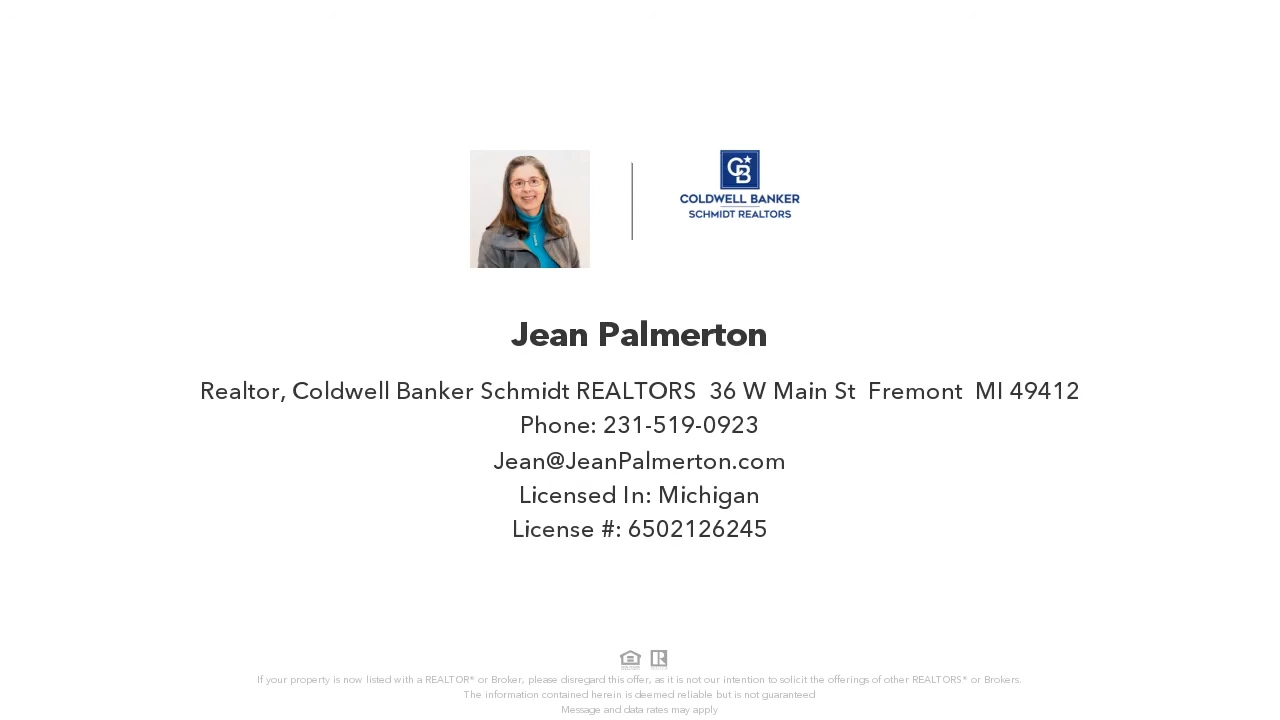 CB
COLDWELL BANKER
SCHMIDT REALTORS
Jean Palmerton
Realtor, Coldwell Banker Schmidt REALTORS  36 W Main St  Fremont  MI 49412
Phone: 231-519-0923
Jean@JeanPalmerton.com
Licensed In: Michigan
License #: 6502126245
If your property is now listed with a REALTOR® or Broker, please disregard this offer, as it is not our intention to solicit the offerings of other REALTORS® or Brokers.
The information contained herein is deemed reliable but is not guaranteed
Message and data rates may apply